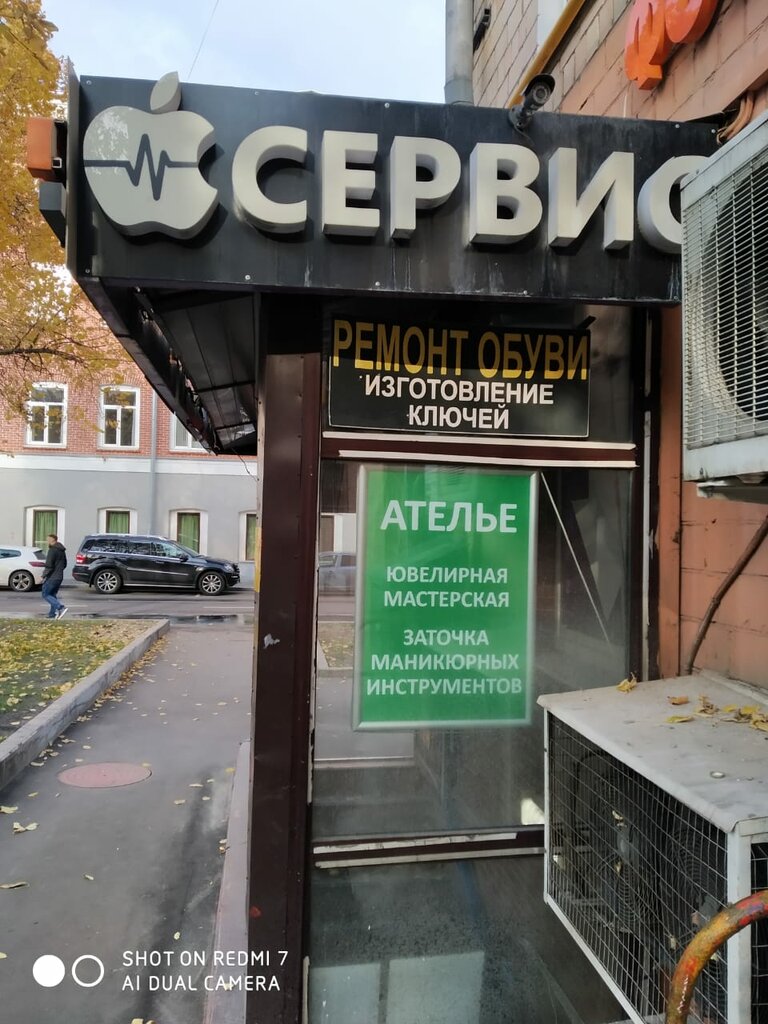 СЕРВИС
РЕМОНТ ОБУВИ
ИЗГОТОВЛЕНИЕ
КЛЮЧЕЙ
АТЕЛЬЕ
ЮВЕЛИРНАЯ
МАСТЕРСКАЯ
ЗАТОЧКА
МАНИКЮРНЫХ
ИНСТРУМЕНТОВ
SHOT ON REDMI 7
AI DUAL CAMERA